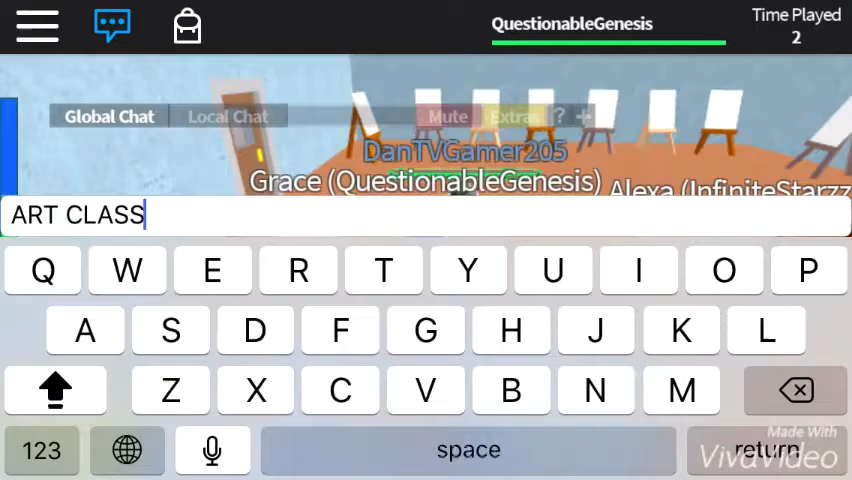 QuestionableGenesis
Time Played
2
Global Chat
Local Chat
Mute
Extras
?
+
DanTVGamer205
Grace (QuestionableGenesis)
Alexa (InfiniteStarzz
ART CLASS
Q W E R T Y U I O P
A S D F G H J K L
Z X C V B N M
123
space
return
Made With
VivaVideo